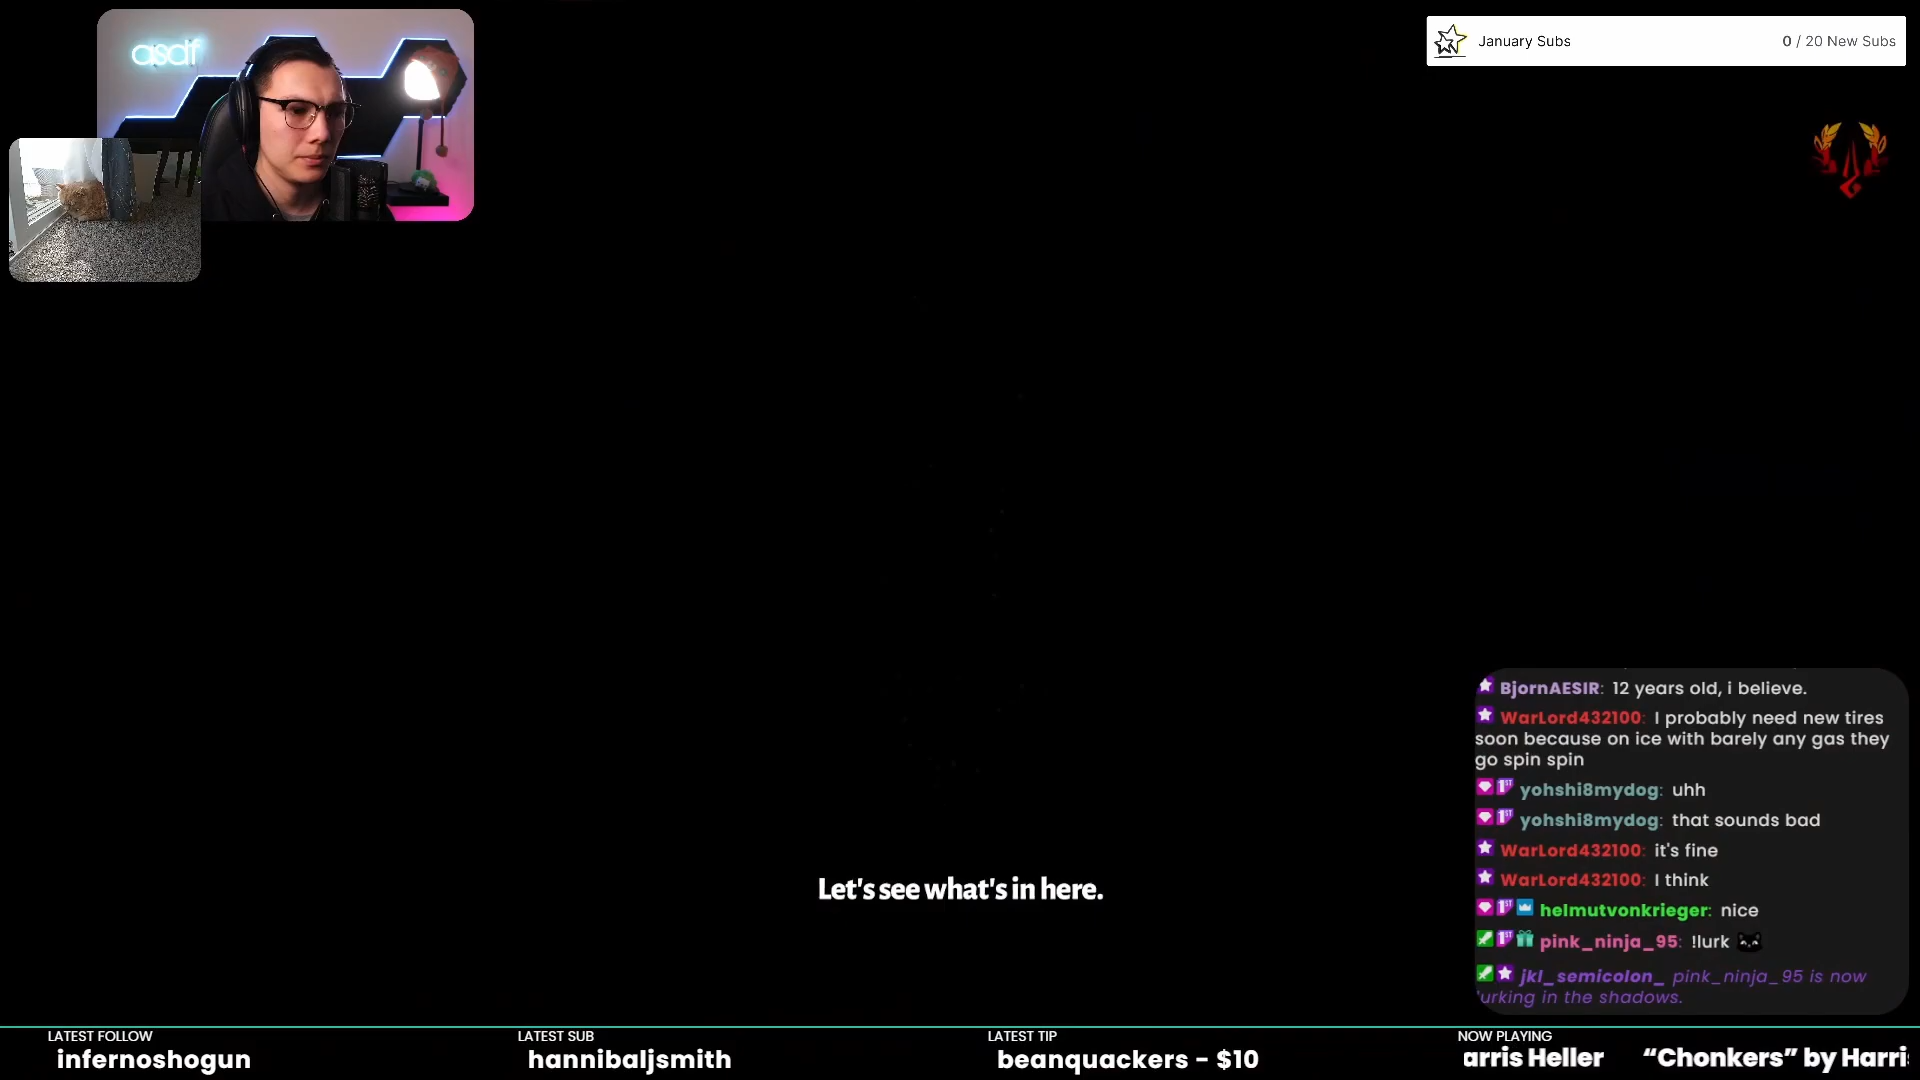 asdf
January Subs 0 / 20 New Subs
Let's see what's in here.
BjornAESIR: 12 years old, i believe.
WarLord432100: I probably need new tires
soon because on ice with barely any gas they
go spin spin
yohshi8mydog: uhh
yohshi8mydog: that sounds bad
WarLord432100: it's fine
WarLord432100: I think
helmutvonkrieger: nice
pink_ninja_95: !lurk
jkl_semicolon_ pink_ninja_95 is now
lurking in the shadows.
LATEST FOLLOW
infernoshogun
LATEST SUB
hannibaljsmith
LATEST TIP
beanquackers - $10
NOW PLAYING
arris Heller “Chonkers” by Harri